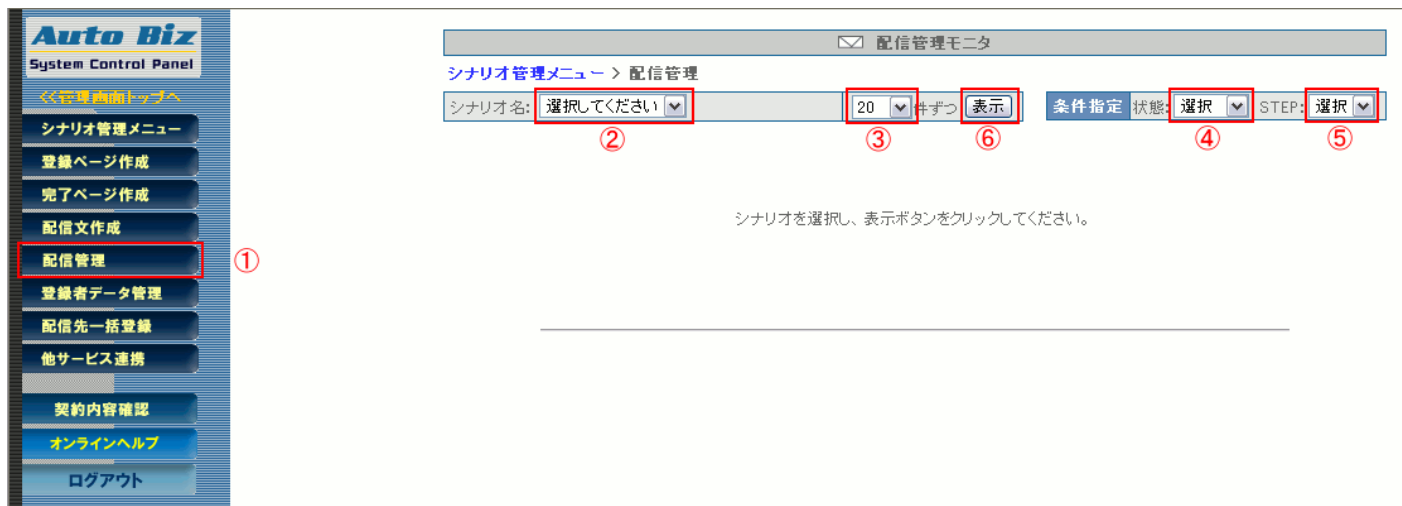 Auto Biz
System Control Panel
<<管理画面トップへ
シナリオ管理メニュー
登録ページ作成
完了ページ作成
配信文作成
配信管理
①
登録者データ管理
配信先一括登録
他サービス連携
契約内容確認
オンラインヘルプ
ログアウト
配信管理モニタ
シナリオ管理メニュー > 配信管理
シナリオ名: 選択してください 20 件ずつ 表示 条件指定 状態: 選択 STEP: 選択
② ③ ⑥ ④ ⑤
シナリオを選択し、表示ボタンをクリックしてください。